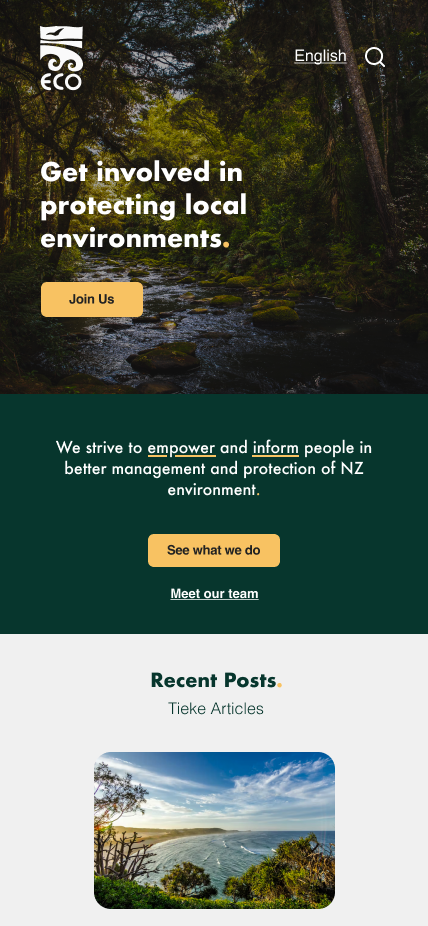 ECO
English
Get involved in
protecting local
environments.
Join Us
We strive to empower and inform people in
better management and protection of NZ
environment.
See what we do
Meet our team
Recent Posts.
Tieke Articles